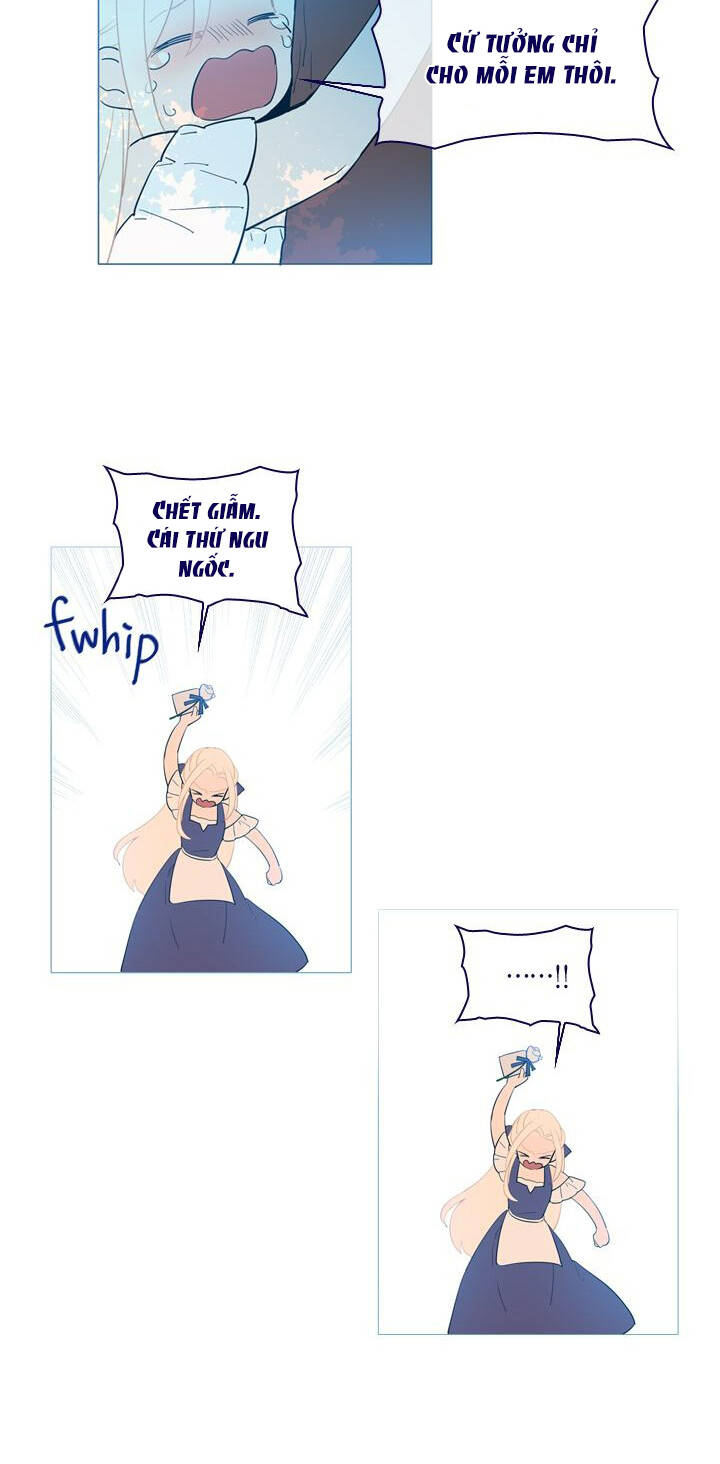 Cứ tưởng chỉ
cho mỗi em thôi.
Chết giẫm.
Cái thứ ngu
ngốc.
fwhip
......!!